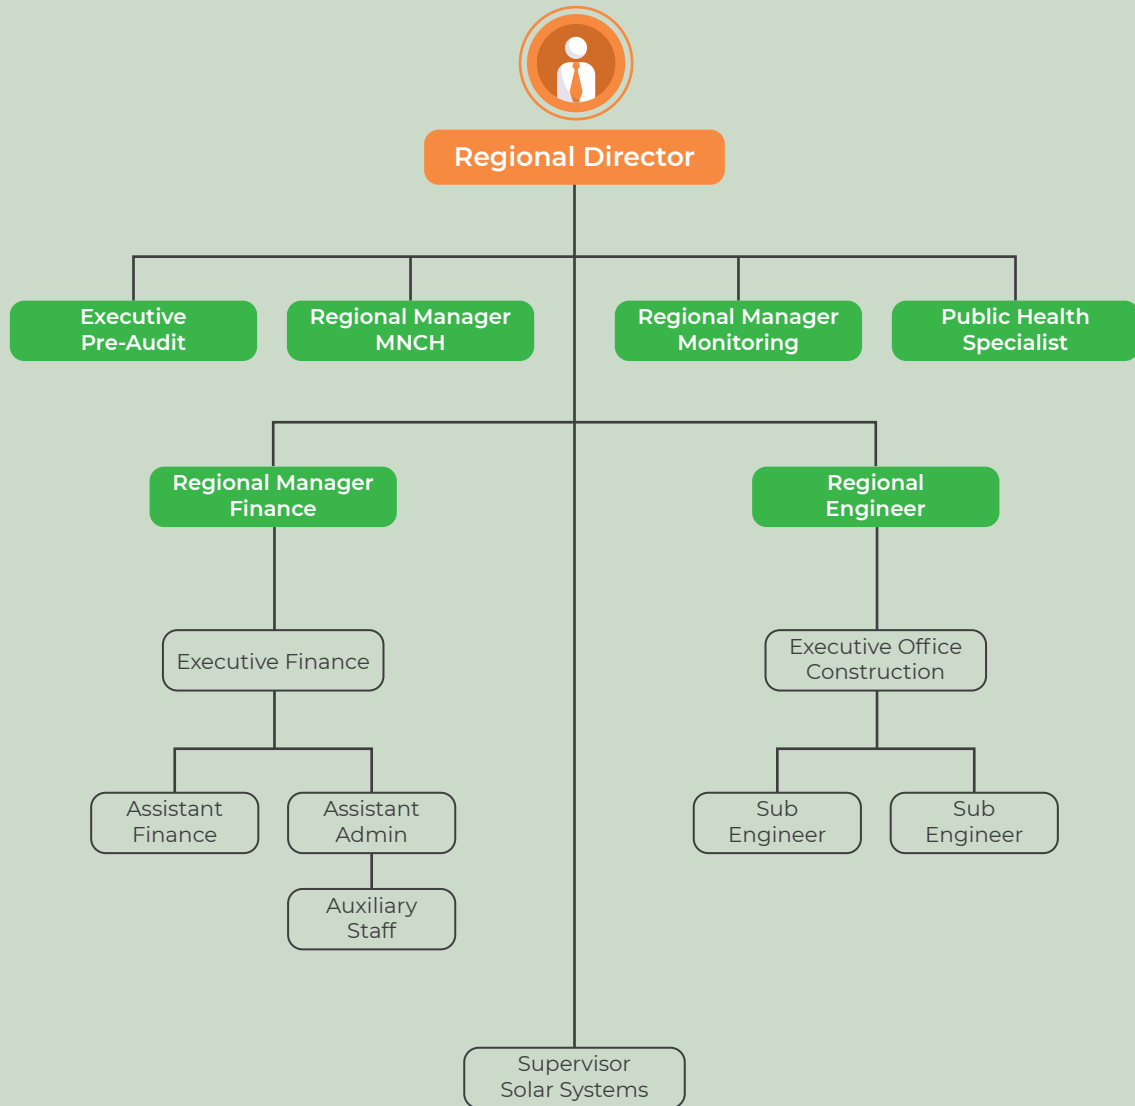 Regional Director
Executive
Pre-Audit
Regional Manager
MNCH
Regional Manager
Monitoring
Public Health
Specialist
Regional Manager
Finance
Regional
Engineer
Executive Finance
Executive Office
Construction
Assistant
Finance
Assistant
Admin
Sub
Engineer
Sub
Engineer
Auxiliary
Staff
Supervisor
Solar Systems